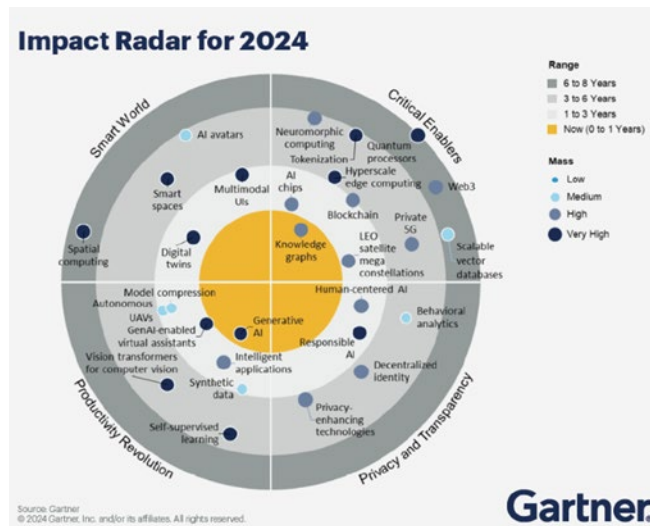 Impact Radar for 2024
Range
6 to 8 Years
3 to 6 Years
1 to 3 Years
Now (0 to 1 Years)
Mass
Low
Medium
High
Very High
Smart World
AI avatars
Smart
spaces
Multimodal
UIs
Spatial
computing
Digital
twins
Critical Enablers
Neuromorphic
computing
Tokenization
Quantum
processors
AI
chips
Hyperscale
edge computing
Web3
Blockchain
Private
5G
Knowledge
graphs
LEO
satellite
mega
constellations
Scalable
vector
databases
Model compression
Autonomous
UAVs
GenAI-enabled
virtual assistants
Generative
AI
Vision transformers
for computer vision
Intelligent
applications
Synthetic
data
Self-supervised
learning
Productivity Revolution
Human-centered AI
Behavioral
analytics
Responsible
AI
Decentralized
identity
Privacy-
enhancing
technologies
Privacy and Transparency
Source: Gartner
© 2024 Gartner, Inc. and/or its affiliates. All rights reserved.
Gartner